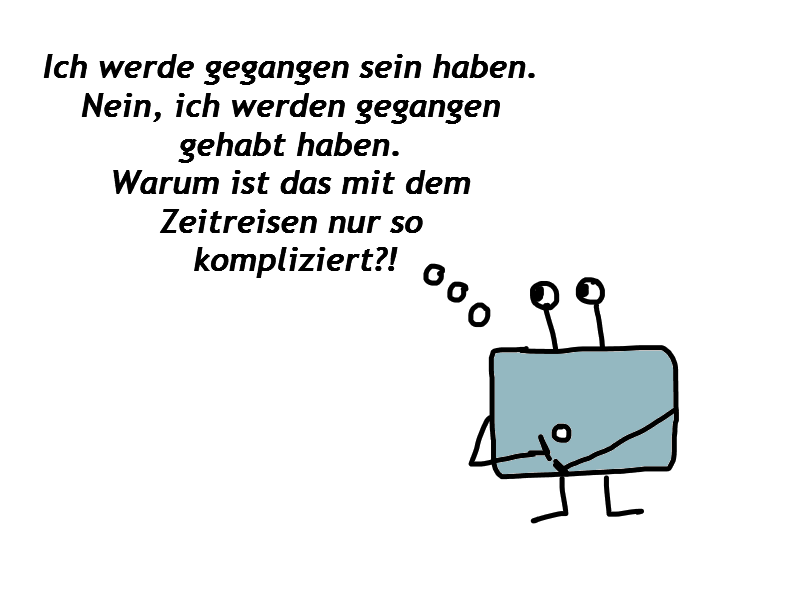 Ich werde gegangen sein haben.
Nein, ich werden gegangen
gehabt haben.
Warum ist das mit dem
Zeitreisen nur so
kompliziert?!